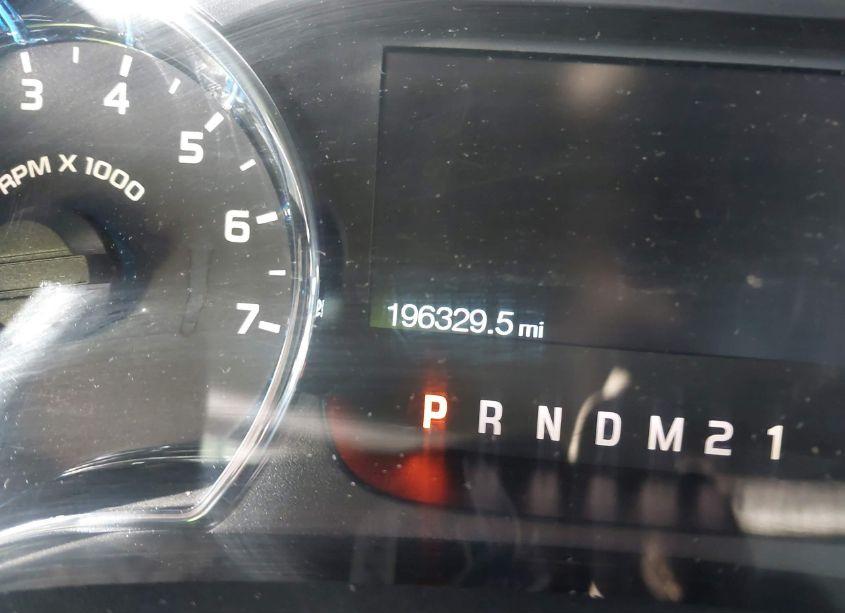 3 4 5 6 7
RPM X 1000
196329.5 mi
P R N D M 2 1